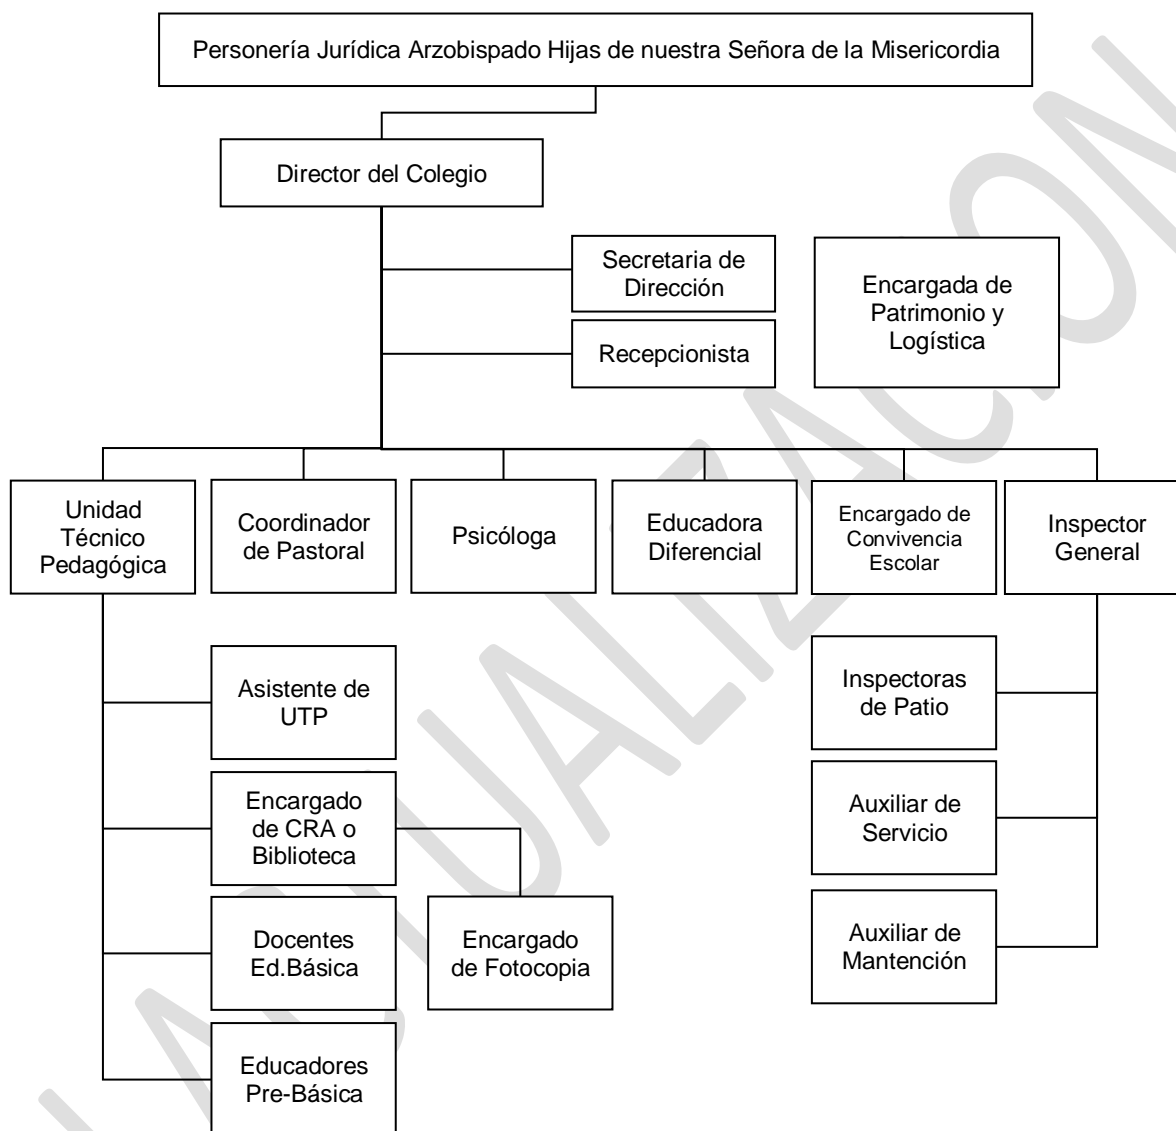 Personería Jurídica Arzobispado Hijas de nuestra Señora de la Misericordia
Director del Colegio
Secretaria de
Dirección
Encargada de
Patrimonio y
Logística
Recepcionista
Unidad
Técnico
Pedagógica
Coordinador
de Pastoral
Psicóloga
Educadora
Diferencial
Encargado de
Convivencia
Escolar
Inspector
General
Asistente de
UTP
Inspectoras
de Patio
Encargado
de CRA o
Biblioteca
Auxiliar de
Servicio
Docentes
Ed.Básica
Encargado
de Fotocopia
Auxiliar de
Mantención
Educadores
Pre-Básica